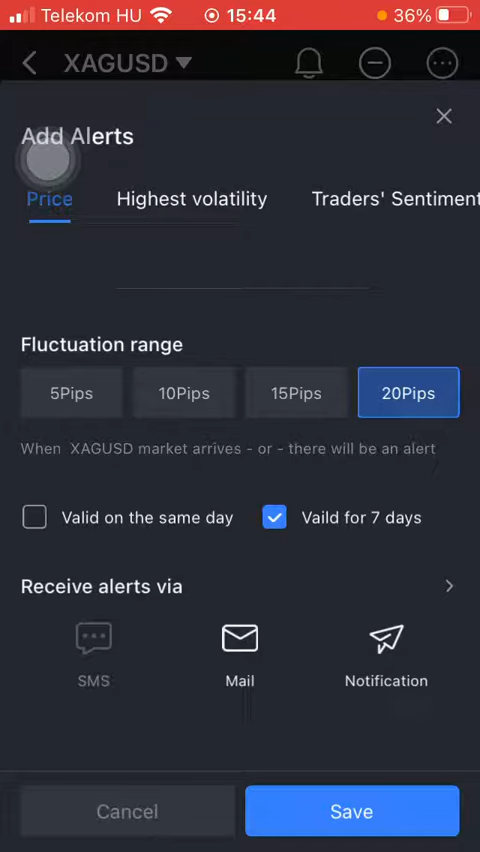 Telekom HU 15:44 36%
XAGUSD
Add Alerts
Price Highest volatility Traders' Sentiment
Fluctuation range
5Pips 10Pips 15Pips 20Pips
When XAGUSD market arrives - or - there will be an alert
Valid on the same day Vaild for 7 days
Receive alerts via
SMS Mail Notification
Cancel Save